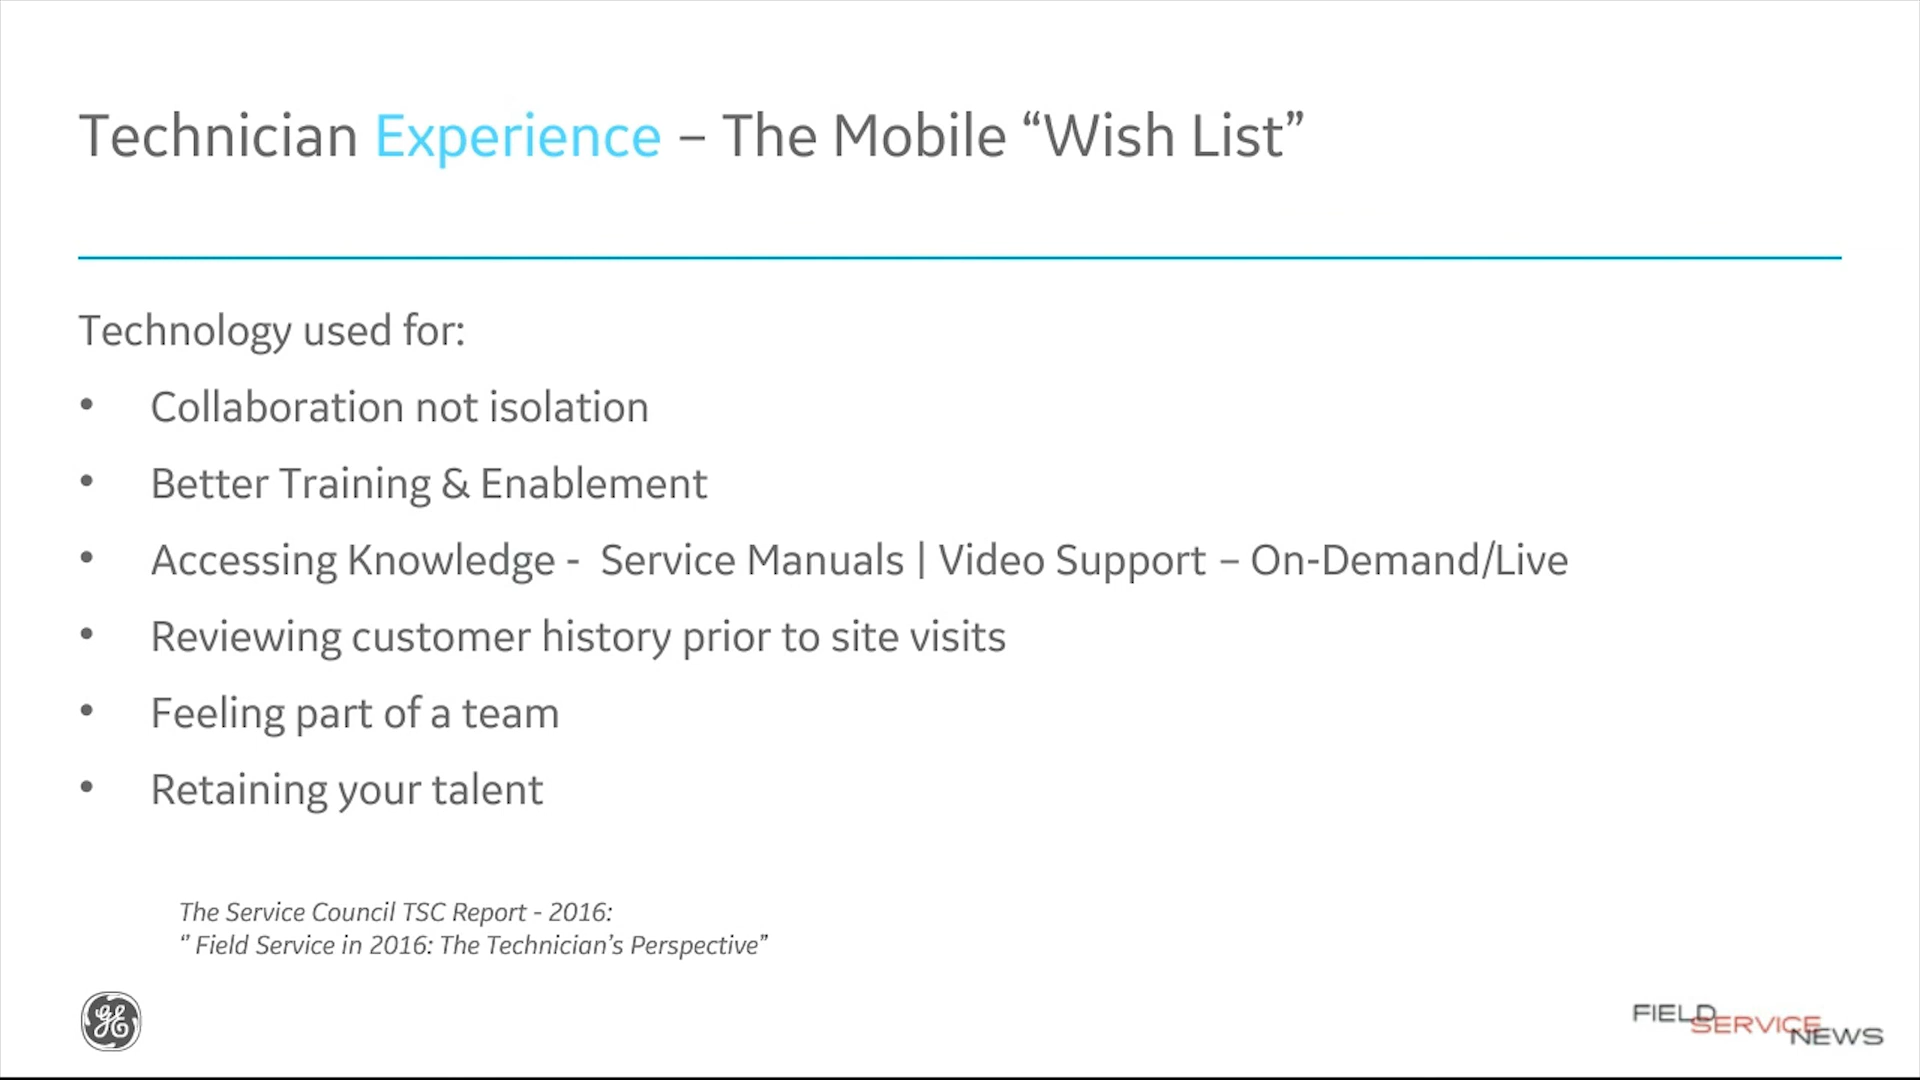 Technician Experience – The Mobile “Wish List”
Technology used for:
• Collaboration not isolation
• Better Training & Enablement
• Accessing Knowledge -  Service Manuals | Video Support – On-Demand/Live
• Reviewing customer history prior to site visits
• Feeling part of a team
• Retaining your talent
The Service Council TSC Report - 2016:
“ Field Service in 2016: The Technician’s Perspective”
GE
FIELD
SERVICE
NEWS